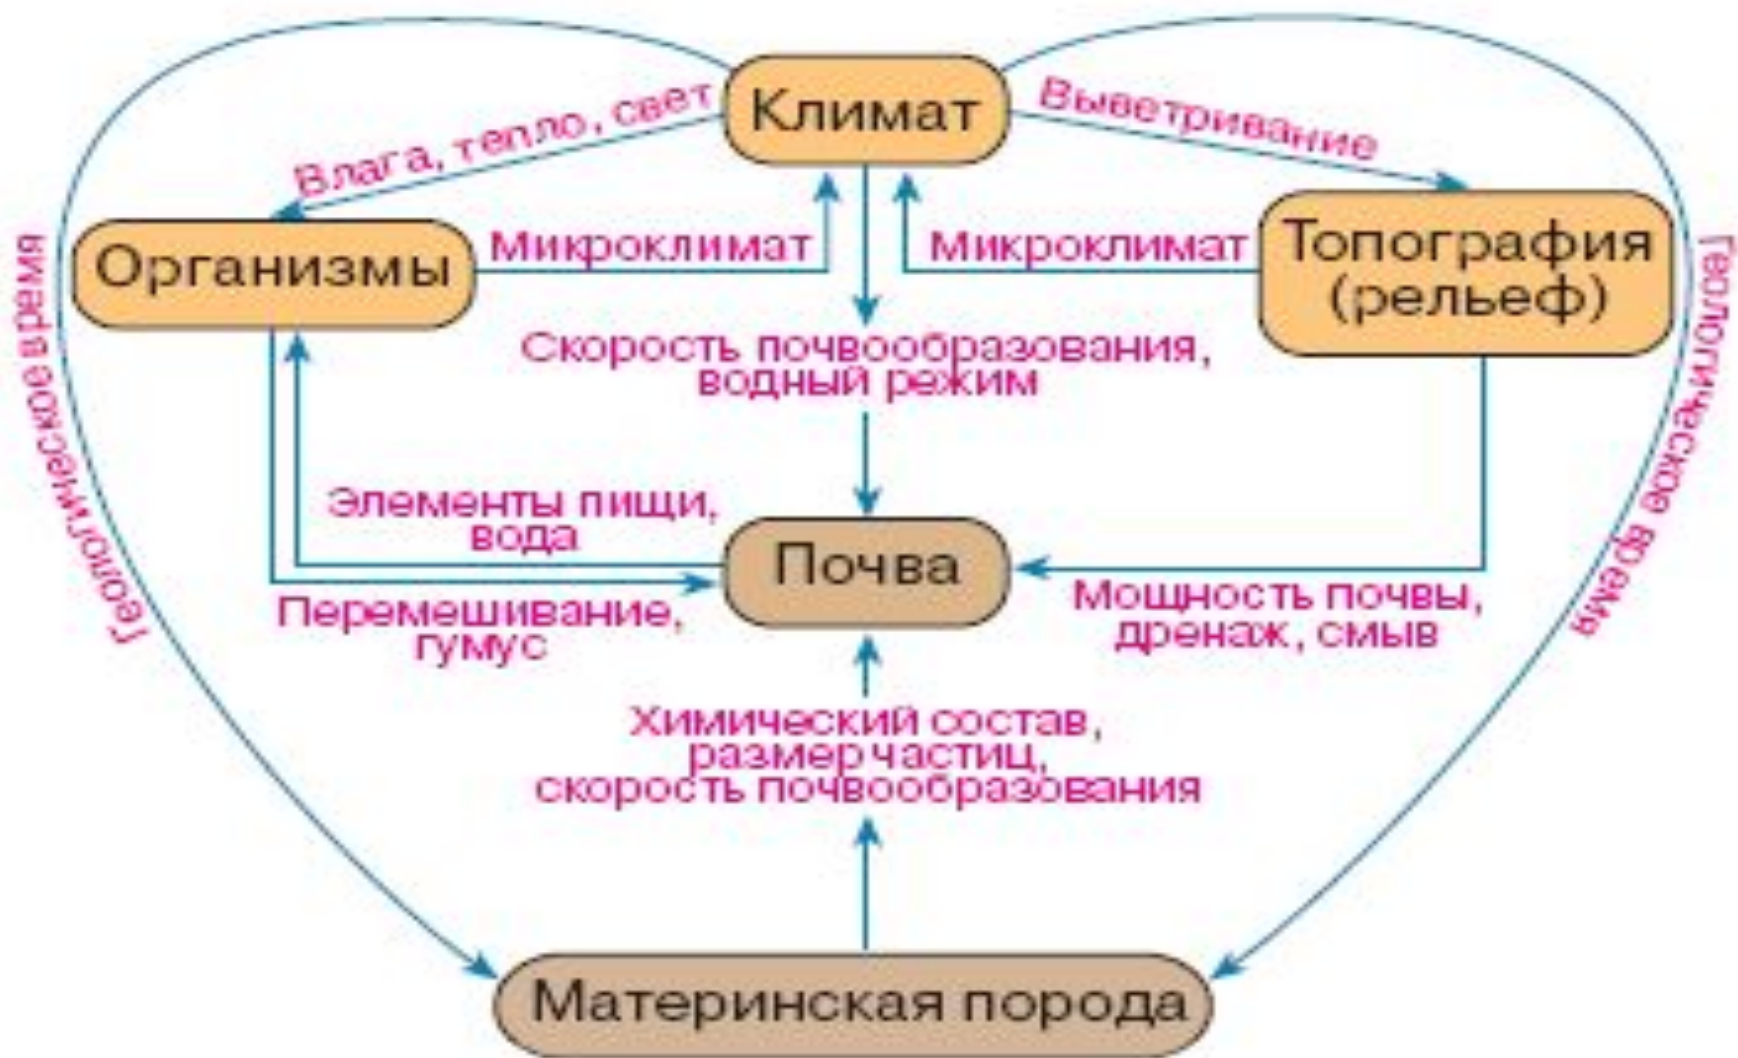 Климат
Влага, тепло, свет
Выветривание
Организмы
Микроклимат
Микроклимат
Топография
(рельеф)
Геологическое время
Геологическое время
Скорость почвообразования,
водный режим
Элементы пищи,
вода
Почва
Перемешивание,
гумус
Мощность почвы,
дренаж, смыв
Химический состав,
размер частиц,
скорость почвообразования
Материнская порода